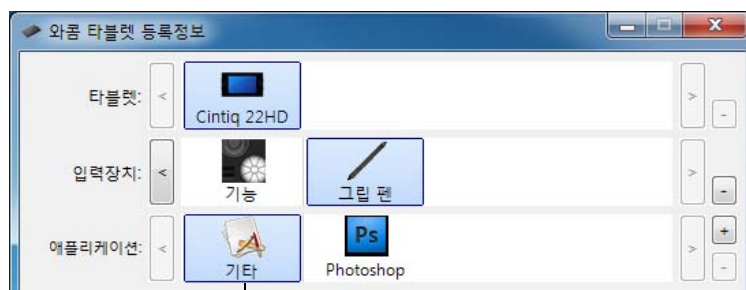 와콤 타블렛 등록정보
타블렛: < Cintiq 22HD > -
입력장치: < 기능 그립 펜 > -
애플리케이션: < 기타 Ps Photoshop > + -